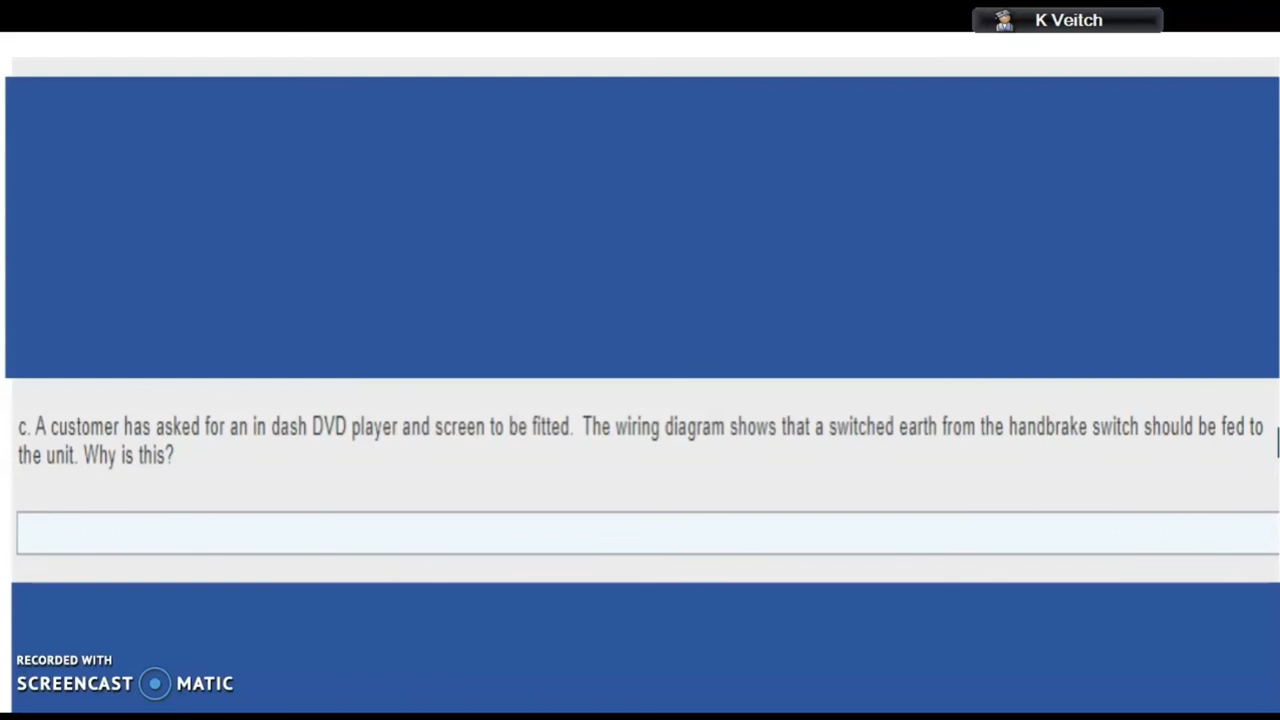 K Veitch
c. A customer has asked for an in dash DVD player and screen to be fitted. The wiring diagram shows that a switched earth from the handbrake switch should be fed to
the unit. Why is this?
RECORDED WITH
SCREENCAST MATIC